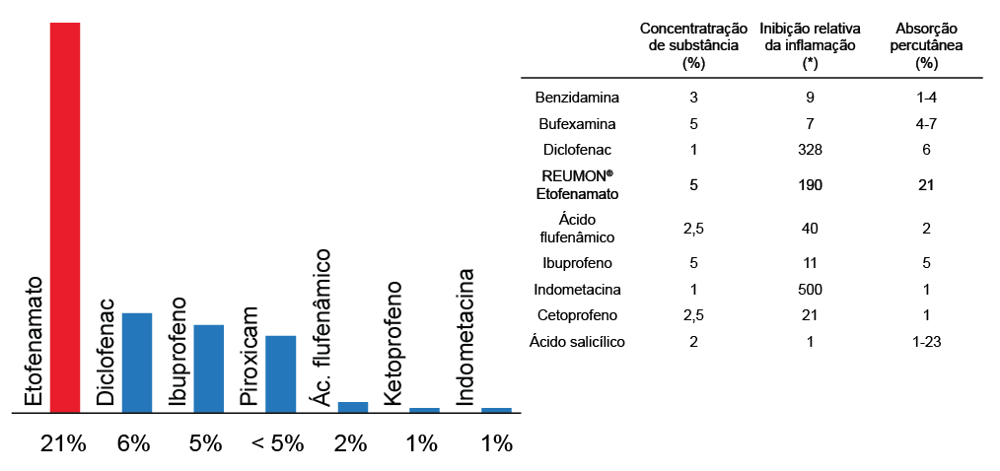 Etofenamato
Diclofenac
Ibuprofeno
Piroxicam
Ác. flufenâmico
Ketoprofeno
Indometacina
21% 6% 5% < 5% 2% 1% 1%
Concentratração
de substância
(%)
Inibição relativa
da inflamação
(*)
Absorção
percutânea
(%)
Benzidamina 3 9 1-4
Bufexamina 5 7 4-7
Diclofenac 1 328 6
REUMON®
Etofenamato 5 190 21
Ácido
flufenâmico 2,5 40 2
Ibuprofeno 5 11 5
Indometacina 1 500 1
Cetoprofeno 2,5 21 1
Ácido salicílico 2 1 1-23